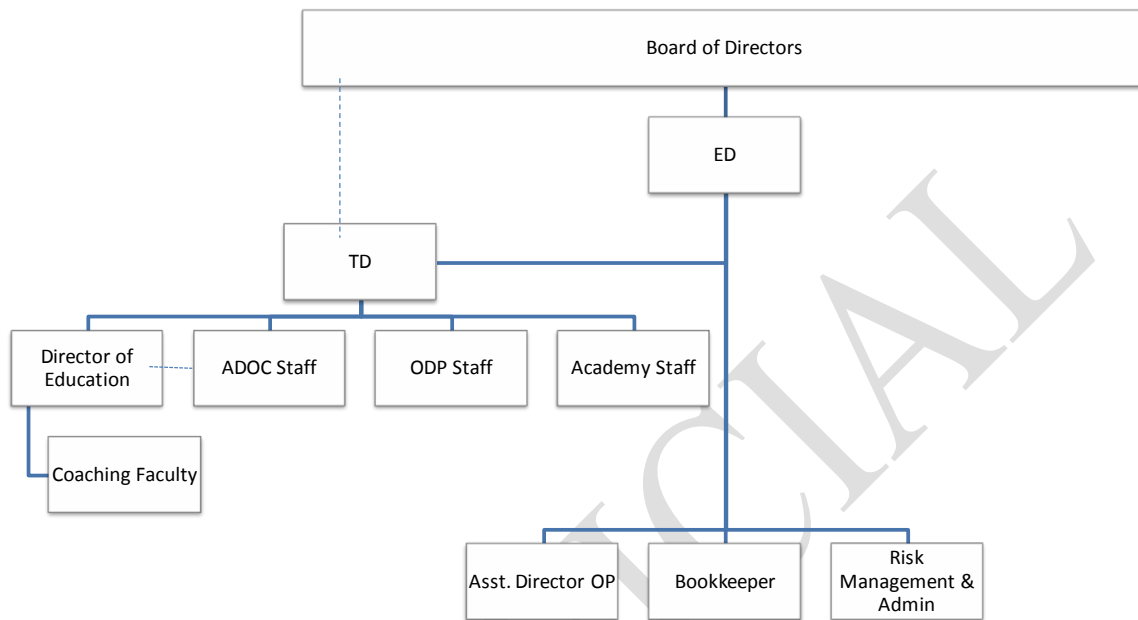 Board of Directors
ED
TD
Director of
Education
ADOC Staff
ODP Staff
Academy Staff
Coaching Faculty
Asst. Director OP
Bookkeeper
Risk
Management &
Admin
CIAL